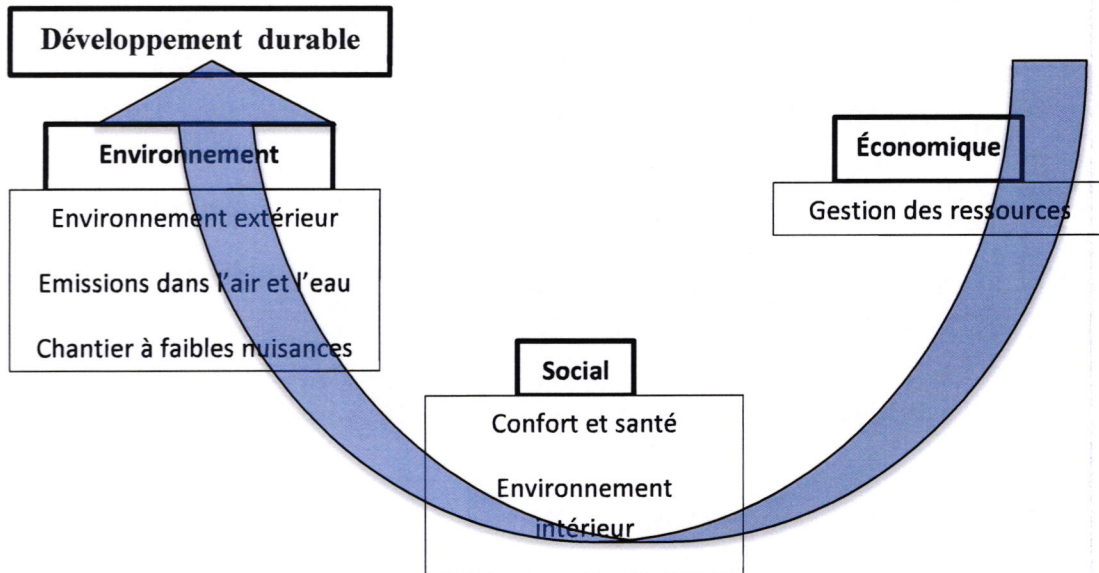 Développement durable
Environnement
Environnement extérieur
Emissions dans l'air et l'eau
Chantier à faibles nuisances
Économique
Gestion des ressources
Social
Confort et santé
Environnement
intérieur